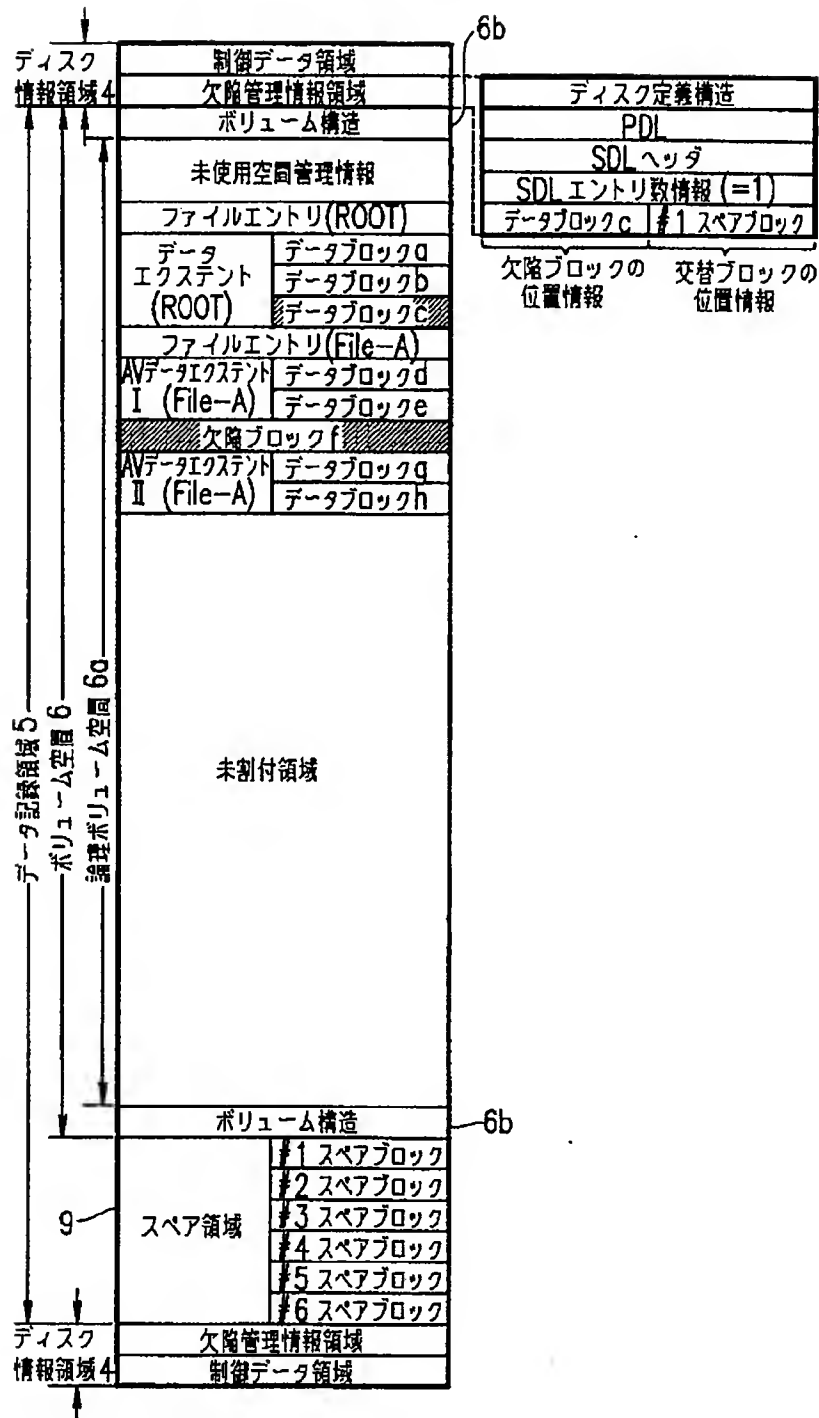 6b
ディスク
情報領域4
制御データ領域
欠陥管理情報領域
ボリューム構造
未使用空間管理情報
ファイルエントリ(ROOT)
データ
エクステント
(ROOT)
データブロックa
データブロックb
データブロックc
ファイルエントリ(File-A)
AVデータエクステント
I (File-A)
データブロックd
データブロックe
欠陥ブロックf
AVデータエクステント
II (File-A)
データブロックg
データブロックh
未割付領域
ボリューム構造
6b
9
スペア領域
#1 スペアブロック
#2 スペアブロック
#3 スペアブロック
#4 スペアブロック
#5 スペアブロック
#6 スペアブロック
ディスク
情報領域4
欠陥管理情報領域
制御データ領域
データ記録領域5
ボリューム空間6
論理ボリューム空間6a
ディスク定義構造
PDL
SDLヘッダ
SDLエントリ数情報(=1)
データブロックc
#1 スペアブロック
欠陥ブロックの
位置情報
交替ブロックの
位置情報